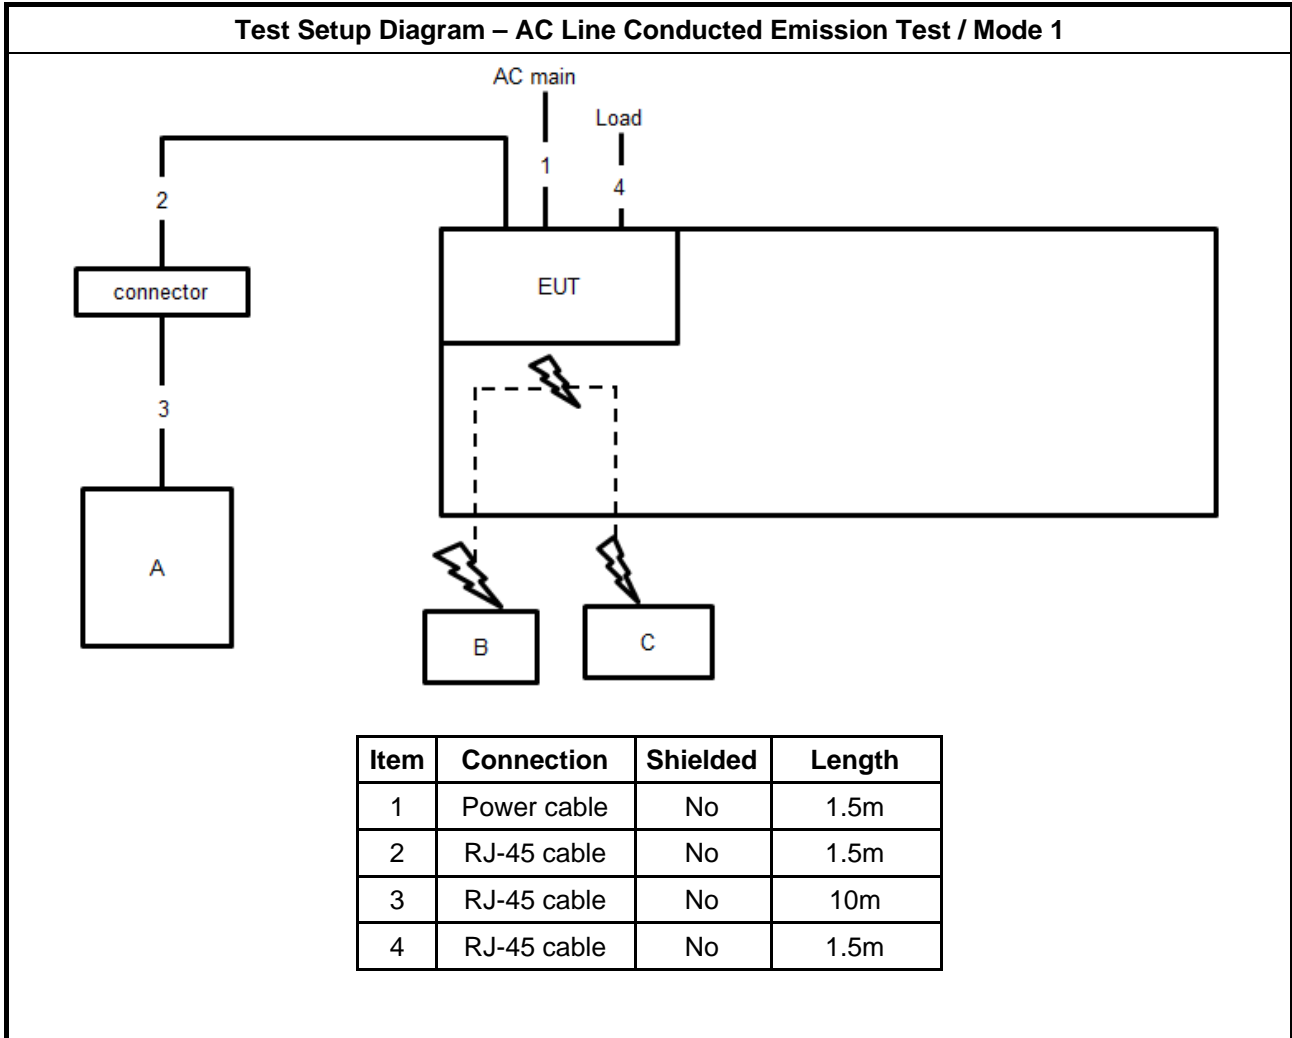 Test Setup Diagram – AC Line Conducted Emission Test / Mode 1
AC main
Load
1
2
4
connector
EUT
3
A
B
C
Item Connection Shielded Length
1 Power cable No 1.5m
2 RJ-45 cable No 1.5m
3 RJ-45 cable No 10m
4 RJ-45 cable No 1.5m